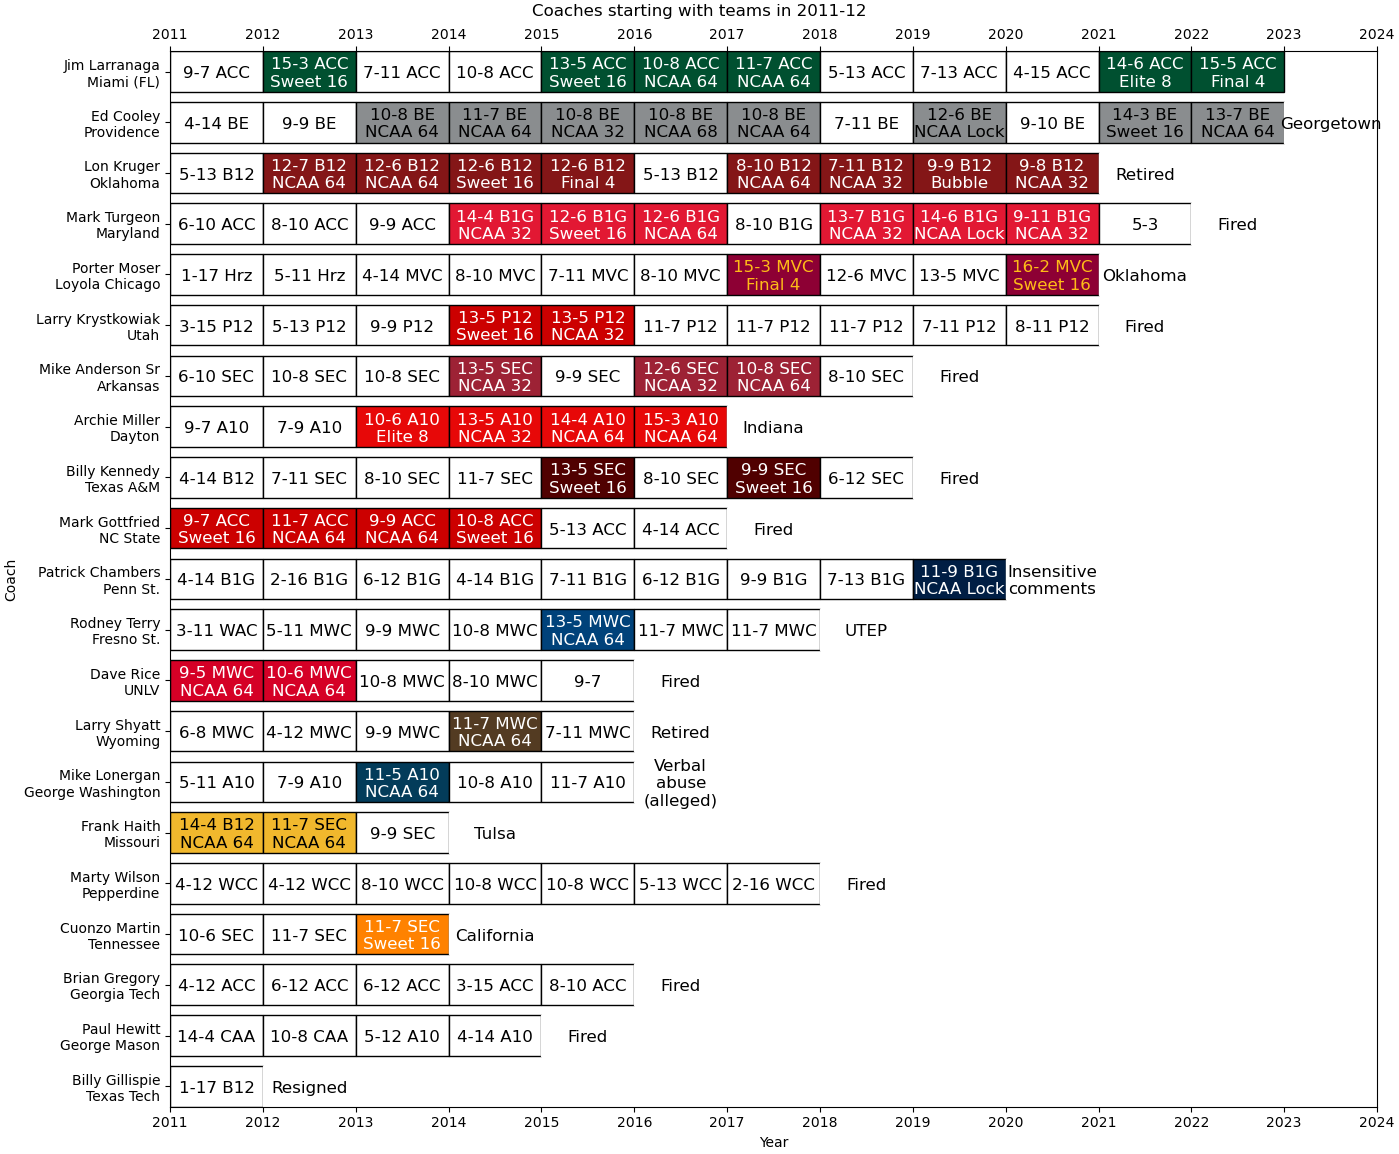 Coaches starting with teams in 2011-12
2011 2012 2013 2014 2015 2016 2017 2018 2019 2020 2021 2022 2023 2024
Jim Larranaga
Miami (FL)
9-7 ACC
15-3 ACC
Sweet 16
7-11 ACC
10-8 ACC
13-5 ACC
Sweet 16
10-8 ACC
NCAA 64
11-7 ACC
NCAA 64
5-13 ACC
7-13 ACC
4-15 ACC
14-6 ACC
Elite 8
15-5 ACC
Final 4
Ed Cooley
Providence
4-14 BE
9-9 BE
10-8 BE
NCAA 64
11-7 BE
NCAA 64
10-8 BE
NCAA 32
10-8 BE
NCAA 68
10-8 BE
NCAA 64
7-11 BE
12-6 BE
NCAA Lock
9-10 BE
14-3 BE
Sweet 16
13-7 BE
NCAA 64
Georgetown
Lon Kruger
Oklahoma
5-13 B12
12-7 B12
NCAA 64
12-6 B12
NCAA 64
12-6 B12
Sweet 16
12-6 B12
Final 4
5-13 B12
8-10 B12
NCAA 64
7-11 B12
NCAA 32
9-9 B12
Bubble
9-8 B12
NCAA 32
Retired
Mark Turgeon
Maryland
6-10 ACC
8-10 ACC
9-9 ACC
14-4 B1G
NCAA 32
12-6 B1G
Sweet 16
12-6 B1G
NCAA 64
8-10 B1G
13-7 B1G
NCAA 32
14-6 B1G
NCAA Lock
9-11 B1G
NCAA 32
5-3
Fired
Porter Moser
Loyola Chicago
1-17 Hrz
5-11 Hrz
4-14 MVC
8-10 MVC
7-11 MVC
8-10 MVC
15-3 MVC
Final 4
12-6 MVC
13-5 MVC
16-2 MVC
Sweet 16
Oklahoma
Larry Krystkowiak
Utah
3-15 P12
5-13 P12
9-9 P12
13-5 P12
Sweet 16
13-5 P12
NCAA 32
11-7 P12
11-7 P12
11-7 P12
7-11 P12
8-11 P12
Fired
Mike Anderson Sr
Arkansas
6-10 SEC
10-8 SEC
10-8 SEC
13-5 SEC
NCAA 32
9-9 SEC
12-6 SEC
NCAA 32
10-8 SEC
NCAA 64
8-10 SEC
Fired
Archie Miller
Dayton
9-7 A10
7-9 A10
10-6 A10
Elite 8
13-5 A10
NCAA 32
14-4 A10
NCAA 64
15-3 A10
NCAA 64
Indiana
Billy Kennedy
Texas A&M
4-14 B12
7-11 SEC
8-10 SEC
11-7 SEC
13-5 SEC
Sweet 16
8-10 SEC
9-9 SEC
Sweet 16
6-12 SEC
Fired
Mark Gottfried
NC State
9-7 ACC
Sweet 16
11-7 ACC
NCAA 64
9-9 ACC
NCAA 64
10-8 ACC
Sweet 16
5-13 ACC
4-14 ACC
Fired
Patrick Chambers
Penn St.
4-14 B1G
2-16 B1G
6-12 B1G
4-14 B1G
7-11 B1G
6-12 B1G
9-9 B1G
7-13 B1G
11-9 B1G
NCAA Lock
Insensitive
comments
Rodney Terry
Fresno St.
3-11 WAC
5-11 MWC
9-9 MWC
10-8 MWC
13-5 MWC
NCAA 64
11-7 MWC
11-7 MWC
UTEP
Dave Rice
UNLV
9-5 MWC
NCAA 64
10-6 MWC
NCAA 64
10-8 MWC
8-10 MWC
9-7
Fired
Larry Shyatt
Wyoming
6-8 MWC
4-12 MWC
9-9 MWC
11-7 MWC
NCAA 64
7-11 MWC
Retired
Mike Lonergan
George Washington
5-11 A10
7-9 A10
11-5 A10
NCAA 64
10-8 A10
11-7 A10
Verbal
abuse
(alleged)
Frank Haith
Missouri
14-4 B12
NCAA 64
11-7 SEC
NCAA 64
9-9 SEC
Tulsa
Marty Wilson
Pepperdine
4-12 WCC
4-12 WCC
8-10 WCC
10-8 WCC
10-8 WCC
5-13 WCC
2-16 WCC
Fired
Cuonzo Martin
Tennessee
10-6 SEC
11-7 SEC
11-7 SEC
Sweet 16
California
Brian Gregory
Georgia Tech
4-12 ACC
6-12 ACC
6-12 ACC
3-15 ACC
8-10 ACC
Fired
Paul Hewitt
George Mason
14-4 CAA
10-8 CAA
5-12 A10
4-14 A10
Fired
Billy Gillispie
Texas Tech
1-17 B12
Resigned
Coach
2011 2012 2013 2014 2015 2016 2017 2018 2019 2020 2021 2022 2023 2024
Year